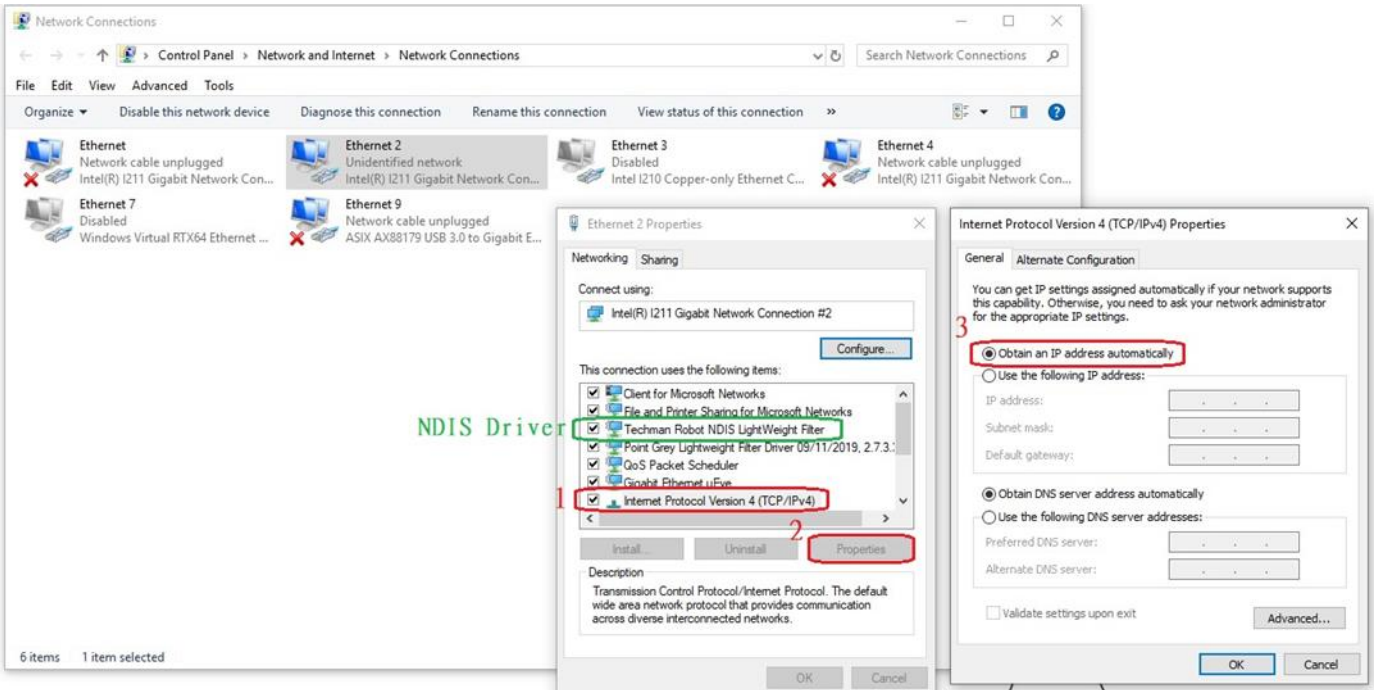 Network Connections
Control Panel > Network and Internet > Network Connections
Search Network Connections
File Edit View Advanced Tools
Organize Disable this network device Diagnose this connection Rename this connection View status of this connection »
Ethernet
Network cable unplugged
Intel(R) I211 Gigabit Network Con...
Ethernet 2
Unidentified network
Intel(R) I211 Gigabit Network Con...
Ethernet 3
Disabled
Intel I210 Copper-only Ethernet C...
Ethernet 4
Network cable unplugged
Intel(R) I211 Gigabit Network Con...
Ethernet 7
Disabled
Windows Virtual RTX64 Ethernet ...
Ethernet 9
Network cable unplugged
ASIX AX88179 USB 3.0 to Gigabit E...
6 items 1 item selected
Ethernet 2 Properties
Networking Sharing
Connect using:
Intel(R) I211 Gigabit Network Connection #2
Configure...
This connection uses the following items:
Client for Microsoft Networks
File and Printer Sharing for Microsoft Networks
NDIS Driver
Techman Robot NDIS LightWeight Filter
Point Grey Lightweight Filter Driver 09/11/2019, 2.7.3.
QoS Packet Scheduler
Gigabit Ethernet uEye
1
Internet Protocol Version 4 (TCP/IPv4)
2
Install... Uninstall Properties
Description
Transmission Control Protocol/Internet Protocol. The default
wide area network protocol that provides communication
across diverse interconnected networks.
OK Cancel
Internet Protocol Version 4 (TCP/IPv4) Properties
General Alternate Configuration
You can get IP settings assigned automatically if your network supports
this capability. Otherwise, you need to ask your network administrator
for the appropriate IP settings.
3
Obtain an IP address automatically
Use the following IP address:
IP address:
Subnet mask:
Default gateway:
Obtain DNS server address automatically
Use the following DNS server addresses:
Preferred DNS server:
Alternate DNS server:
Validate settings upon exit
Advanced...
OK Cancel